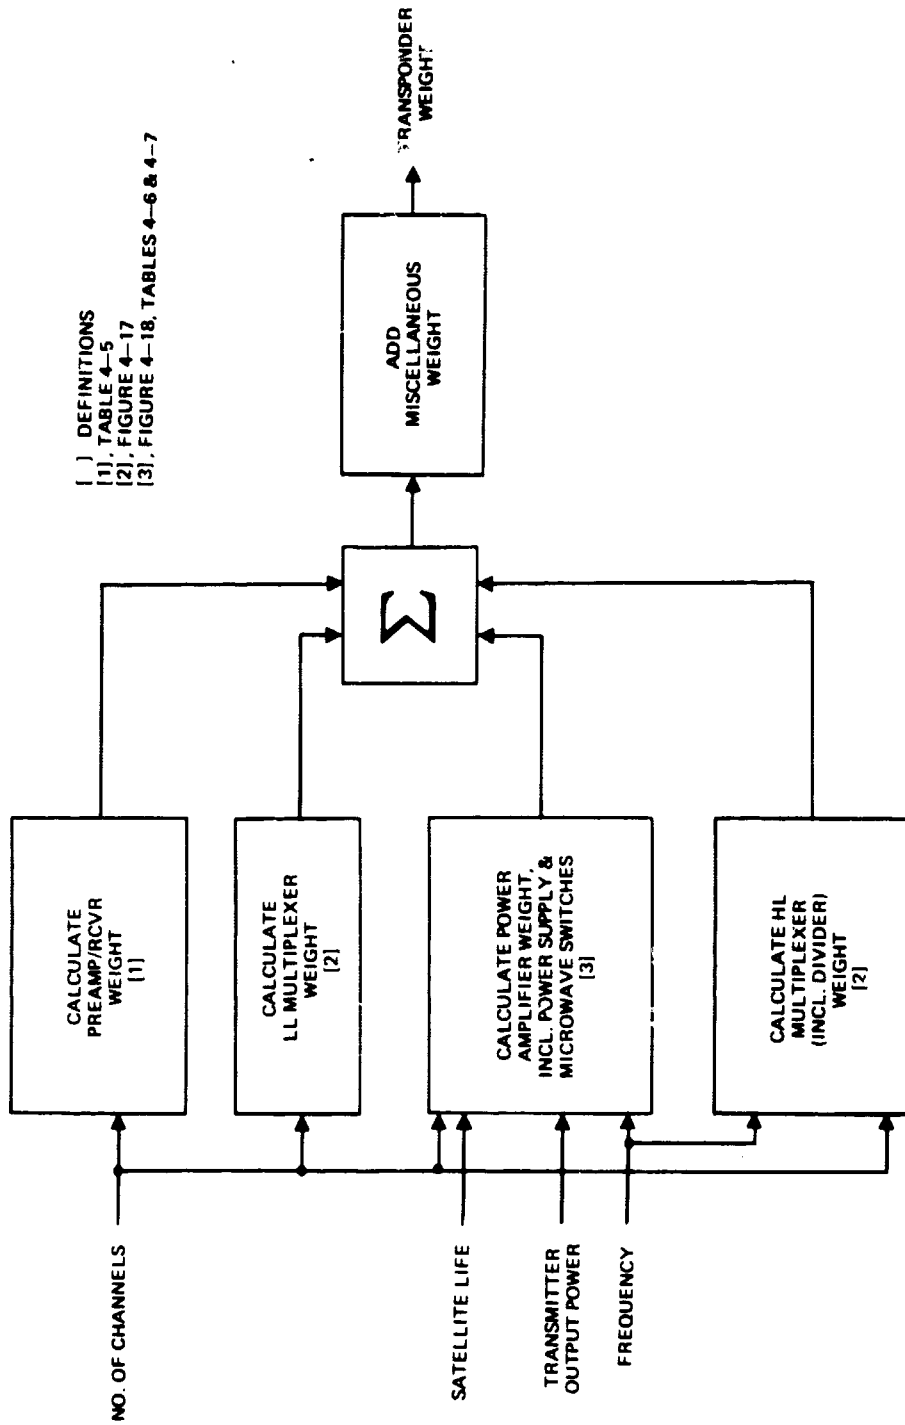 NO. OF CHANNELS
SATELLITE LIFE
TRANSMITTER
OUTPUT POWER
FREQUENCY
CALCULATE
PREAMP/RCVR
WEIGHT
[1]
CALCULATE
LL MULTIPLEXER
WEIGHT
[2]
CALCULATE POWER
AMPLIFIER WEIGHT,
INCL. POWER SUPPLY &
MICROWAVE SWITCHES
[3]
CALCULATE HL
MULTIPLEXER
(INCL. DIVIDER)
WEIGHT
[2]
Σ
ADD
MISCELLANEOUS
WEIGHT
TRANSPONDER
WEIGHT
[ ] DEFINITIONS
[1], TABLE 4–5
[2], FIGURE 4–17
[3], FIGURE 4–18, TABLES 4–6 & 4–7